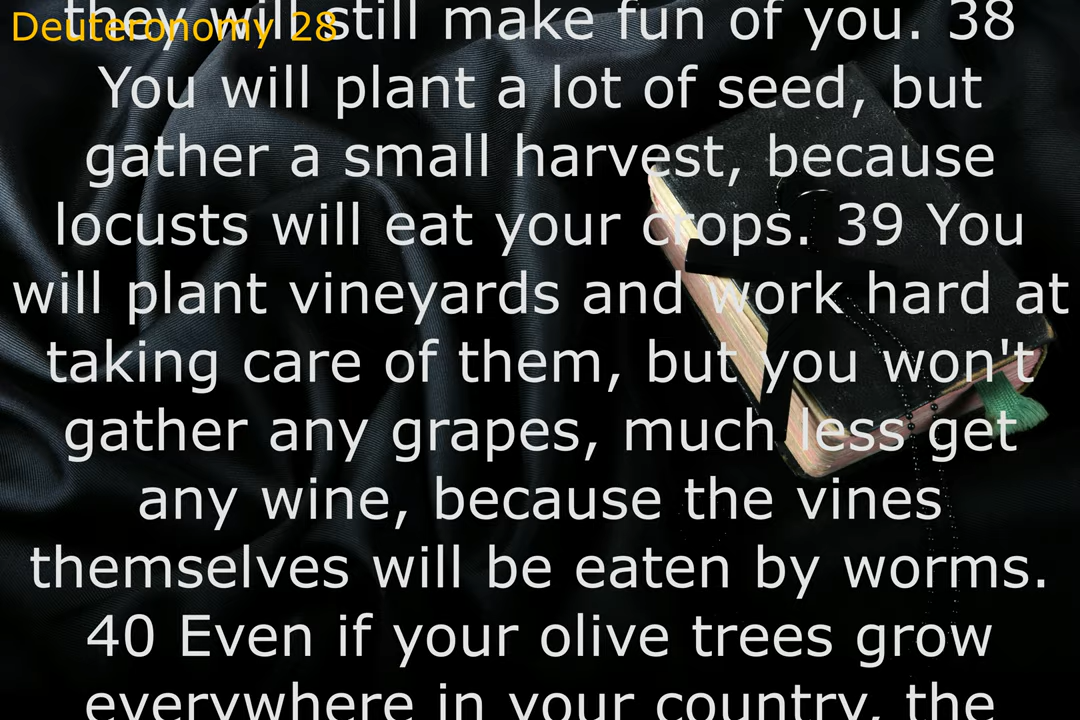 Deuteronomy 28
they will still make fun of you. 38
You will plant a lot of seed, but
gather a small harvest, because
locusts will eat your crops. 39 You
will plant vineyards and work hard at
taking care of them, but you won't
gather any grapes, much less get
any wine, because the vines
themselves will be eaten by worms.
40 Even if your olive trees grow
everywhere in your country, the